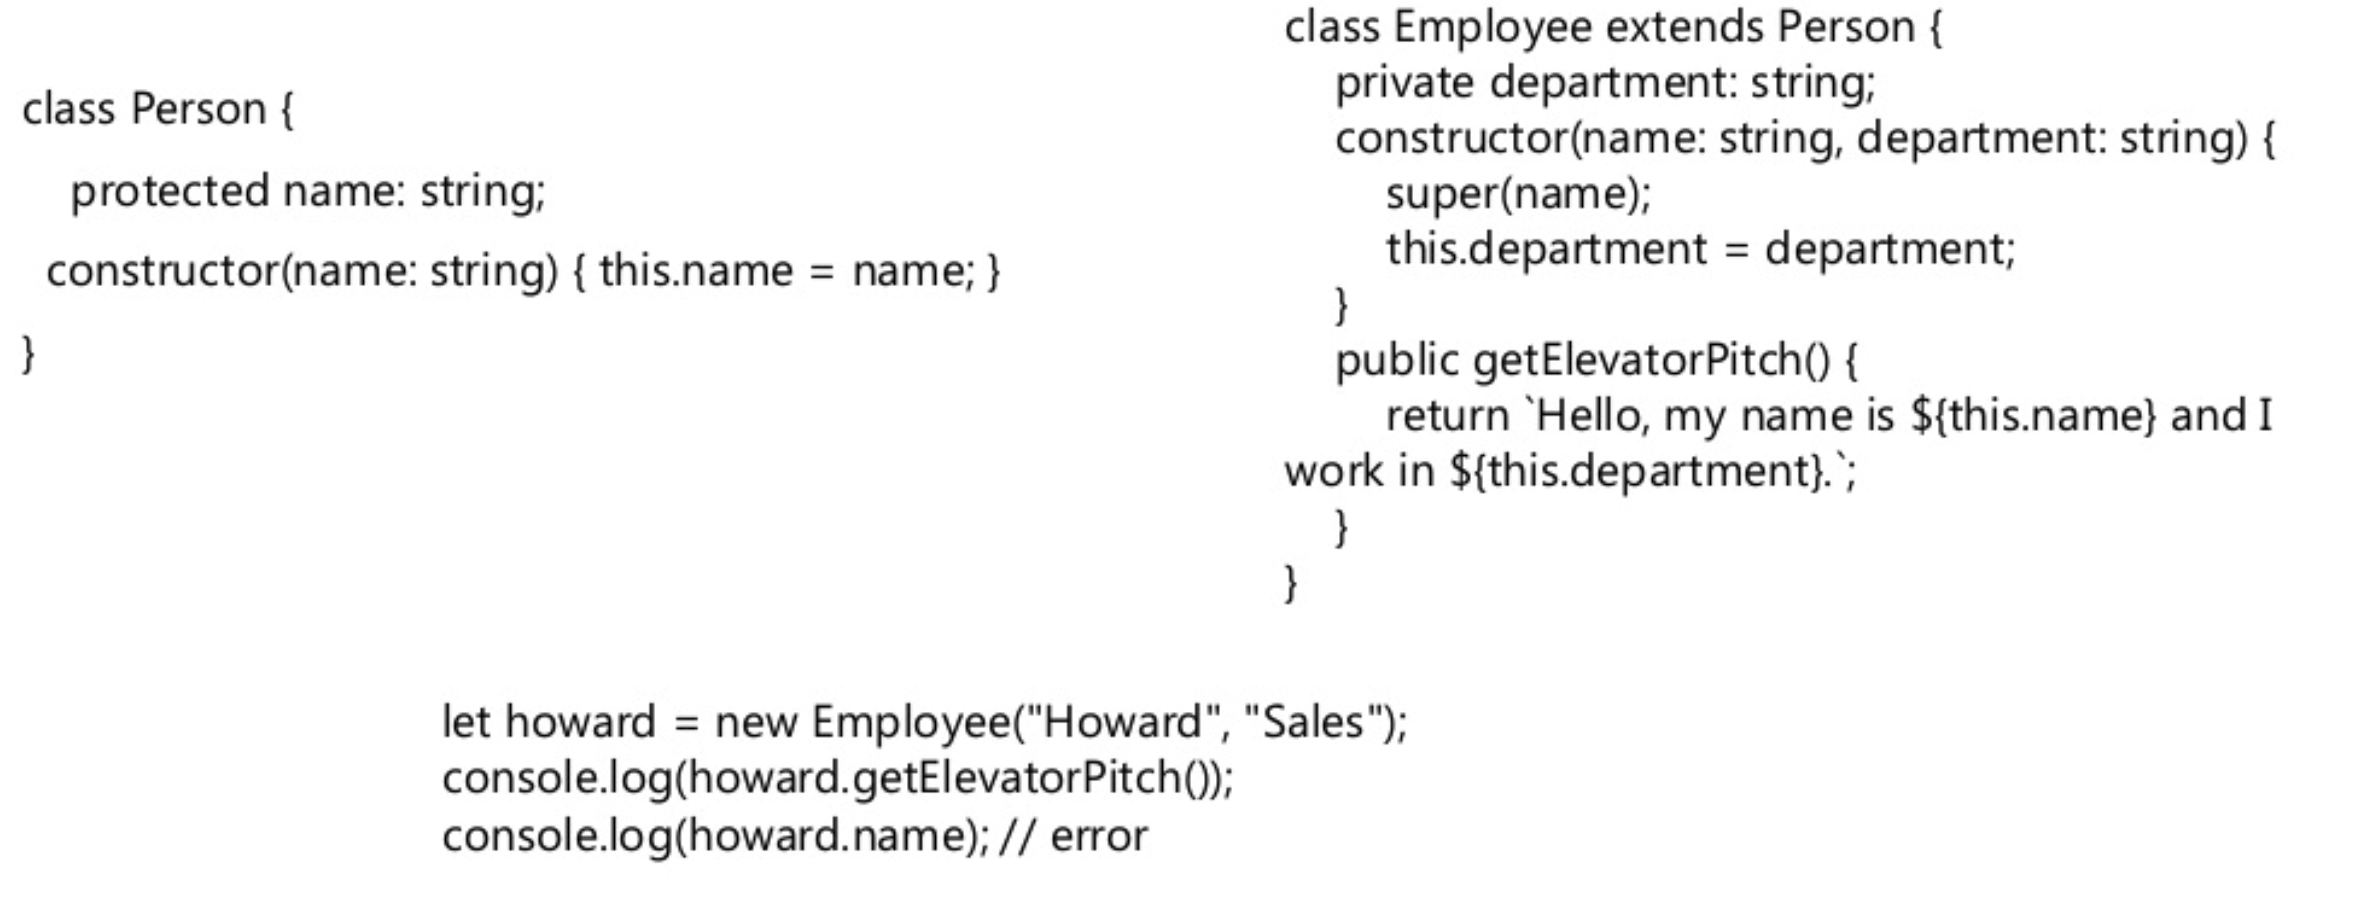 class Person {
protected name: string;
constructor(name: string) { this.name = name; }
}
class Employee extends Person {
private department: string;
constructor(name: string, department: string) {
super(name);
this.department = department;
}
public getElevatorPitch() {
return `Hello, my name is ${this.name} and I
work in ${this.department}.`;
}
}
let howard = new Employee("Howard", "Sales");
console.log(howard.getElevatorPitch());
console.log(howard.name); // error